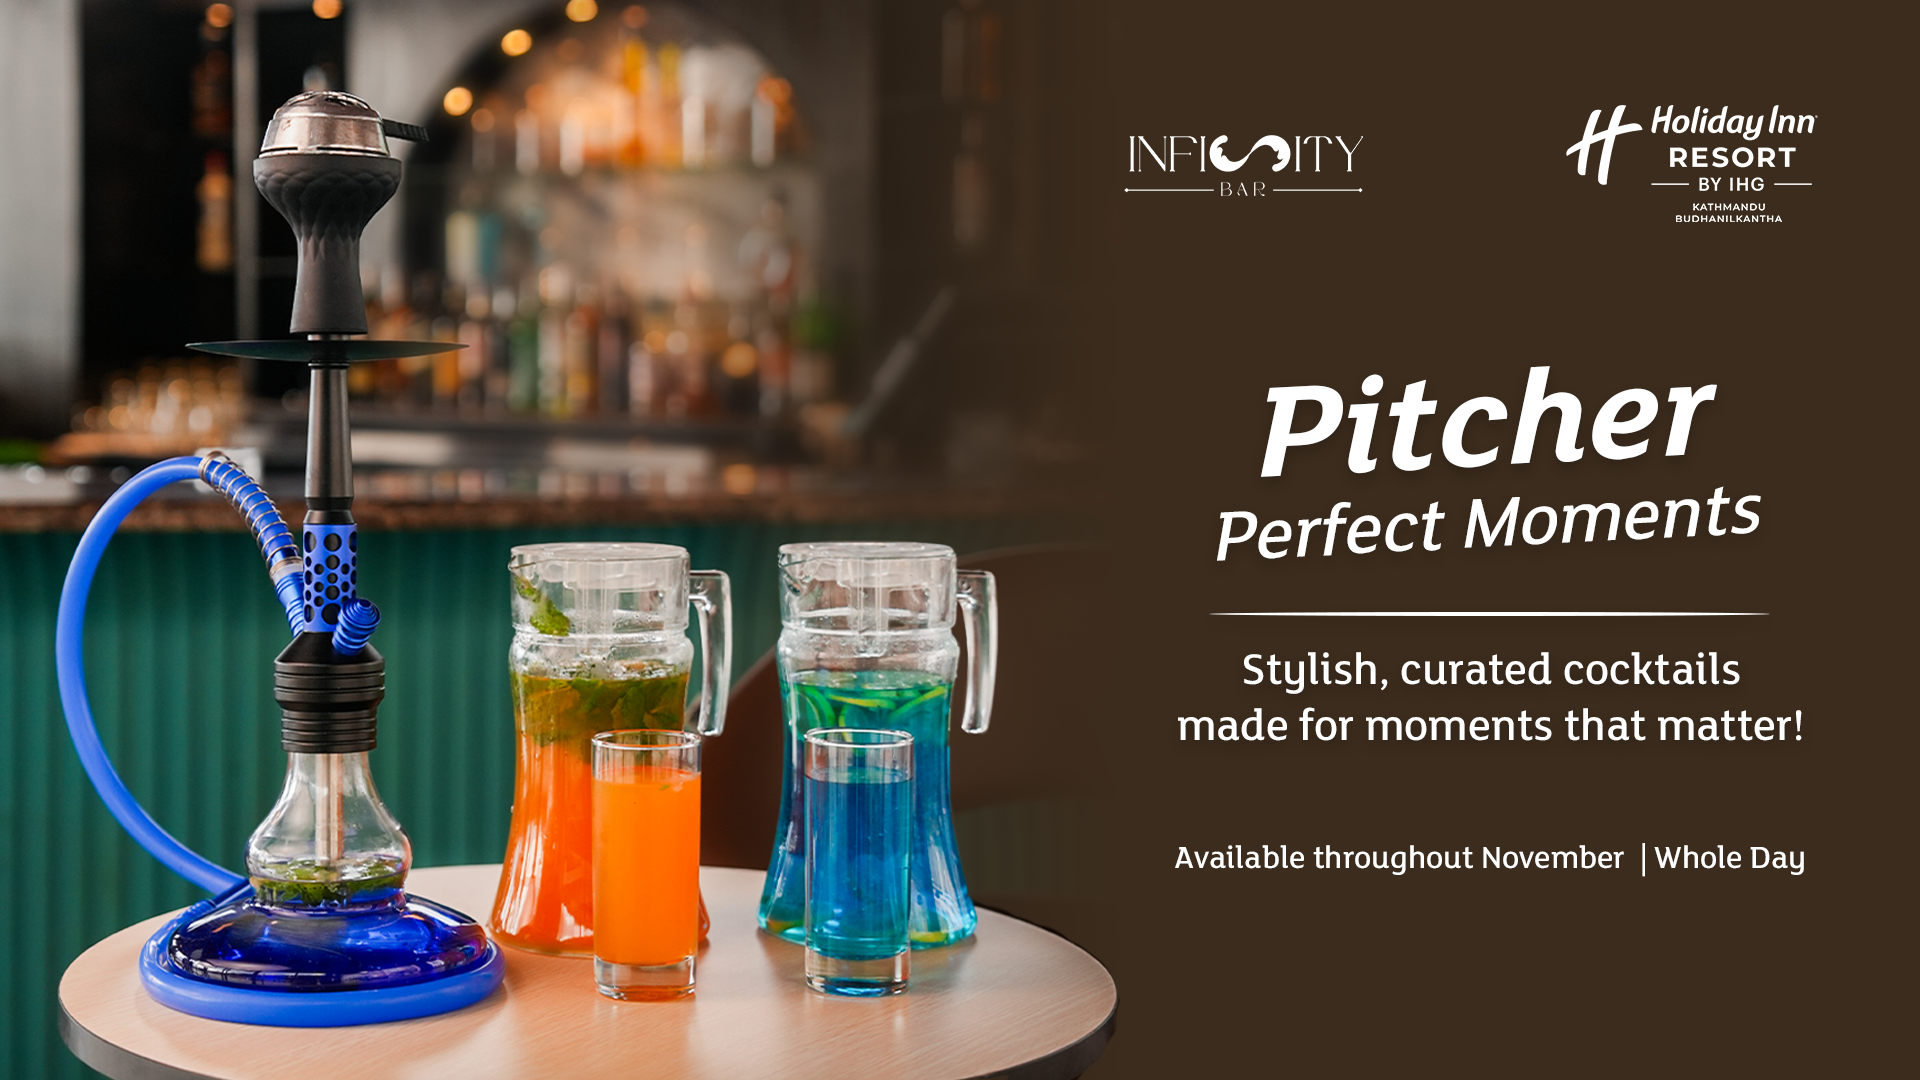 INFINITY
BAR
Holiday Inn
RESORT
BY IHG
KATHMANDU
BUDHANILKANTHA
Pitcher
Perfect Moments
Stylish, curated cocktails
made for moments that matter!
Available throughout November | Whole Day